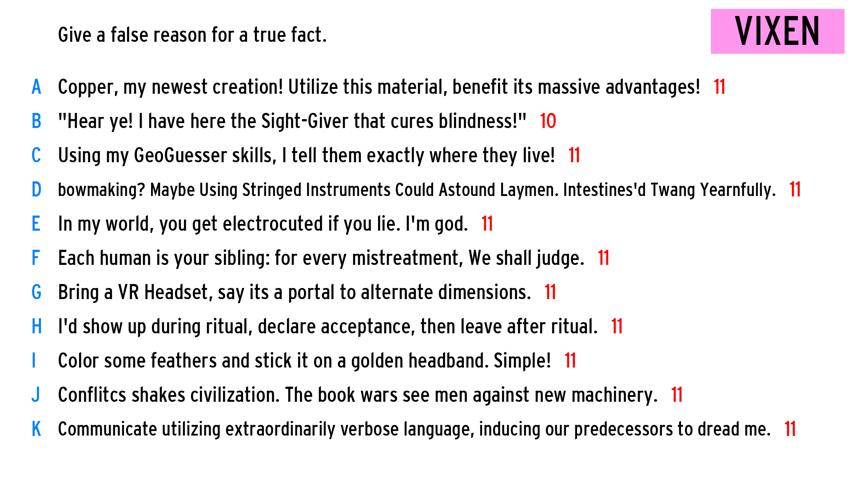 Give a false reason for a true fact.
VIXEN
A Copper, my newest creation! Utilize this material, benefit its massive advantages! 11
B "Hear ye! I have here the Sight-Giver that cures blindness!" 10
C Using my GeoGuesser skills, I tell them exactly where they live! 11
D bowmaking? Maybe Using Stringed Instruments Could Astound Laymen. Intestines'd Twang Yearnfully. 11
E In my world, you get electrocuted if you lie. I'm god. 11
F Each human is your sibling: for every mistreatment, We shall judge. 11
G Bring a VR Headset, say its a portal to alternate dimensions. 11
H I'd show up during ritual, declare acceptance, then leave after ritual. 11
I Color some feathers and stick it on a golden headband. Simple! 11
J Conflitcs shakes civilization. The book wars see men against new machinery. 11
K Communicate utilizing extraordinarily verbose language, inducing our predecessors to dread me. 11